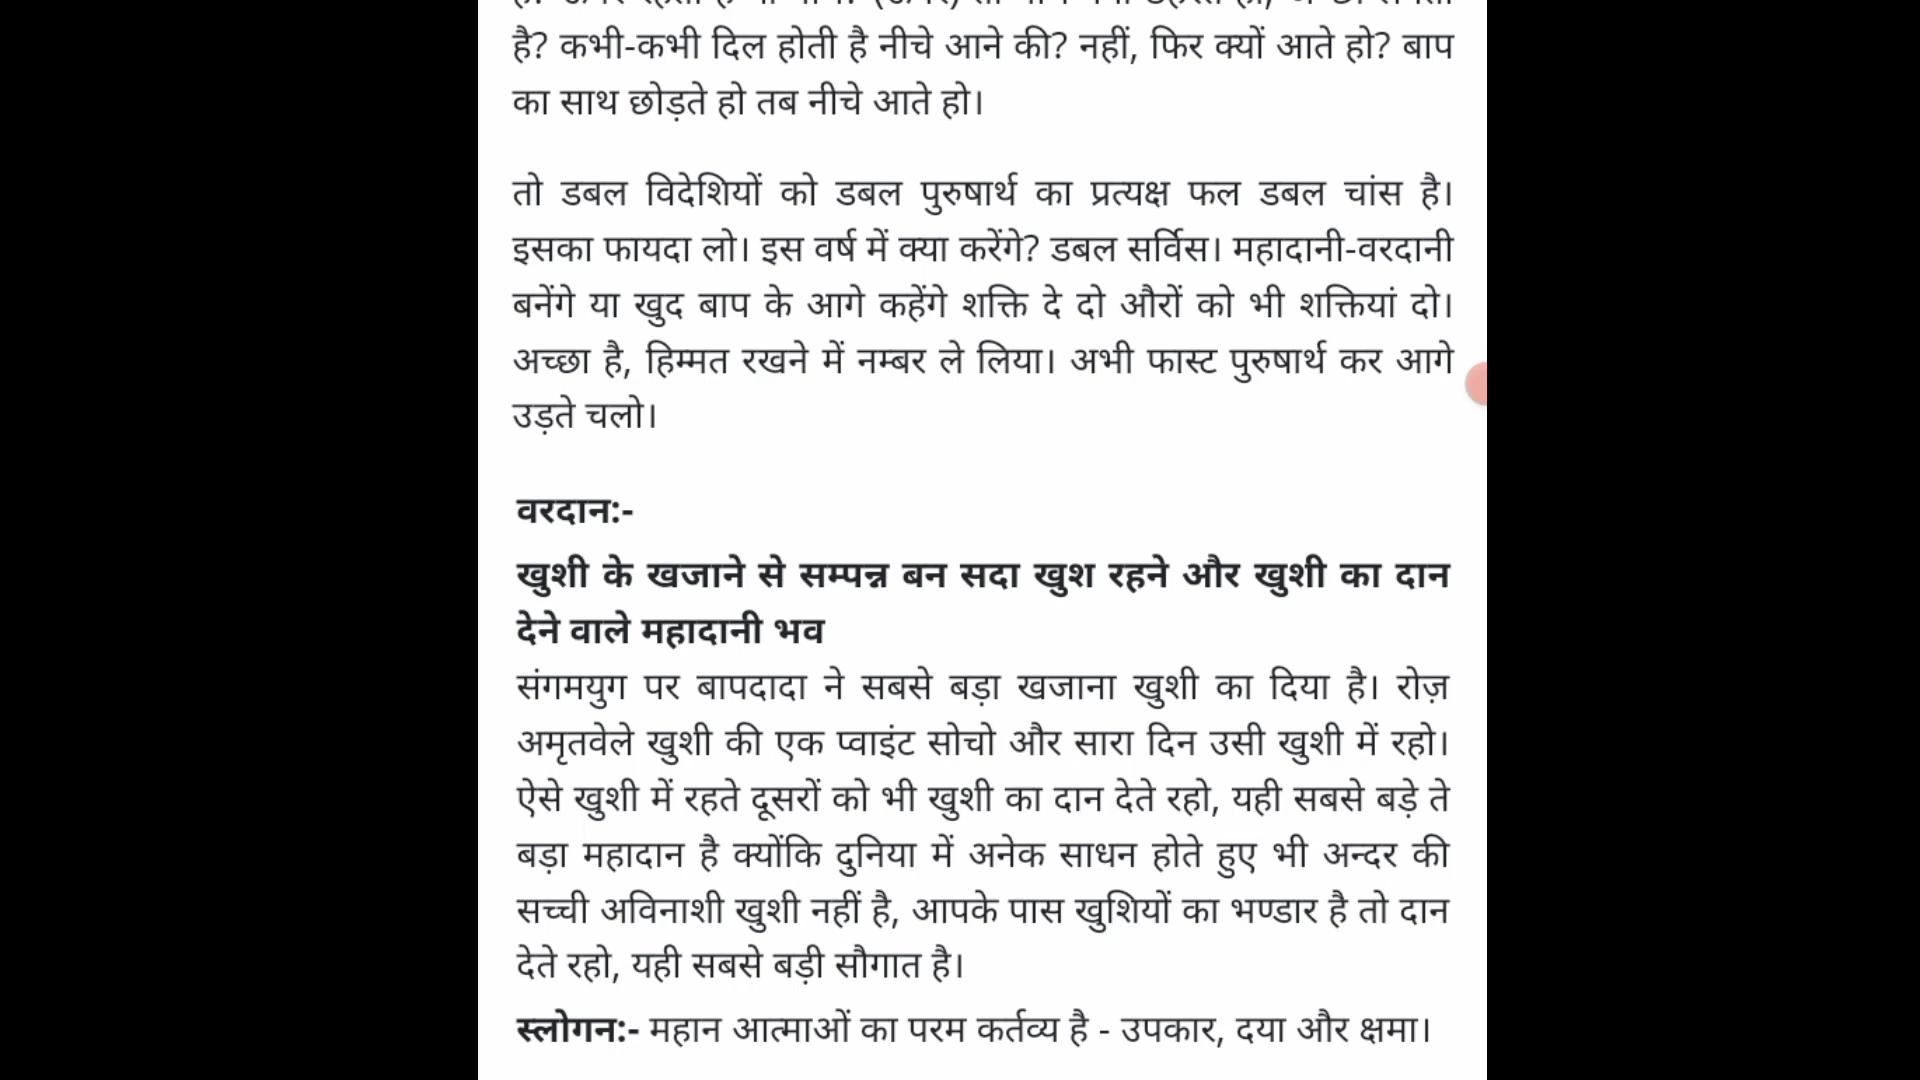 है? कभी-कभी दिल होती है नीचे आने की? नहीं, फिर क्यों आते हो? बाप
का साथ छोड़ते हो तब नीचे आते हो।
तो डबल विदेशियों को डबल पुरुषार्थ का प्रत्यक्ष फल डबल चांस है।
इसका फायदा लो। इस वर्ष में क्या करेंगे? डबल सर्विस। महादानी-वरदानी
बनेंगे या खुद बाप के आगे कहेंगे शक्ति दे दो औरों को भी शक्तियां दो।
अच्छा है, हिम्मत रखने में नम्बर ले लिया। अभी फास्ट पुरुषार्थ कर आगे
उड़ते चलो।
वरदान:-
खुशी के खजाने से सम्पन्न बन सदा खुश रहने और खुशी का दान
देने वाले महादानी भव
संगमयुग पर बापदादा ने सबसे बड़ा खजाना खुशी का दिया है। रोज़
अमृतवेले खुशी की एक प्वाइंट सोचो और सारा दिन उसी खुशी में रहो।
ऐसे खुशी में रहते दूसरों को भी खुशी का दान देते रहो, यही सबसे बड़े ते
बड़ा महादान है क्योंकि दुनिया में अनेक साधन होते हुए भी अन्दर की
सच्ची अविनाशी खुशी नहीं है, आपके पास खुशियों का भण्डार है तो दान
देते रहो, यही सबसे बड़ी सौगात है।
स्लोगन:- महान आत्माओं का परम कर्तव्य है - उपकार, दया और क्षमा।